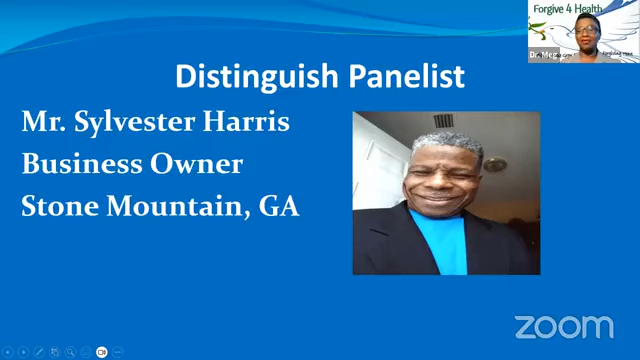 Forgive 4 Health
Distinguish Panelist
Mr. Sylvester Harris
Business Owner
Stone Mountain, GA
zoom